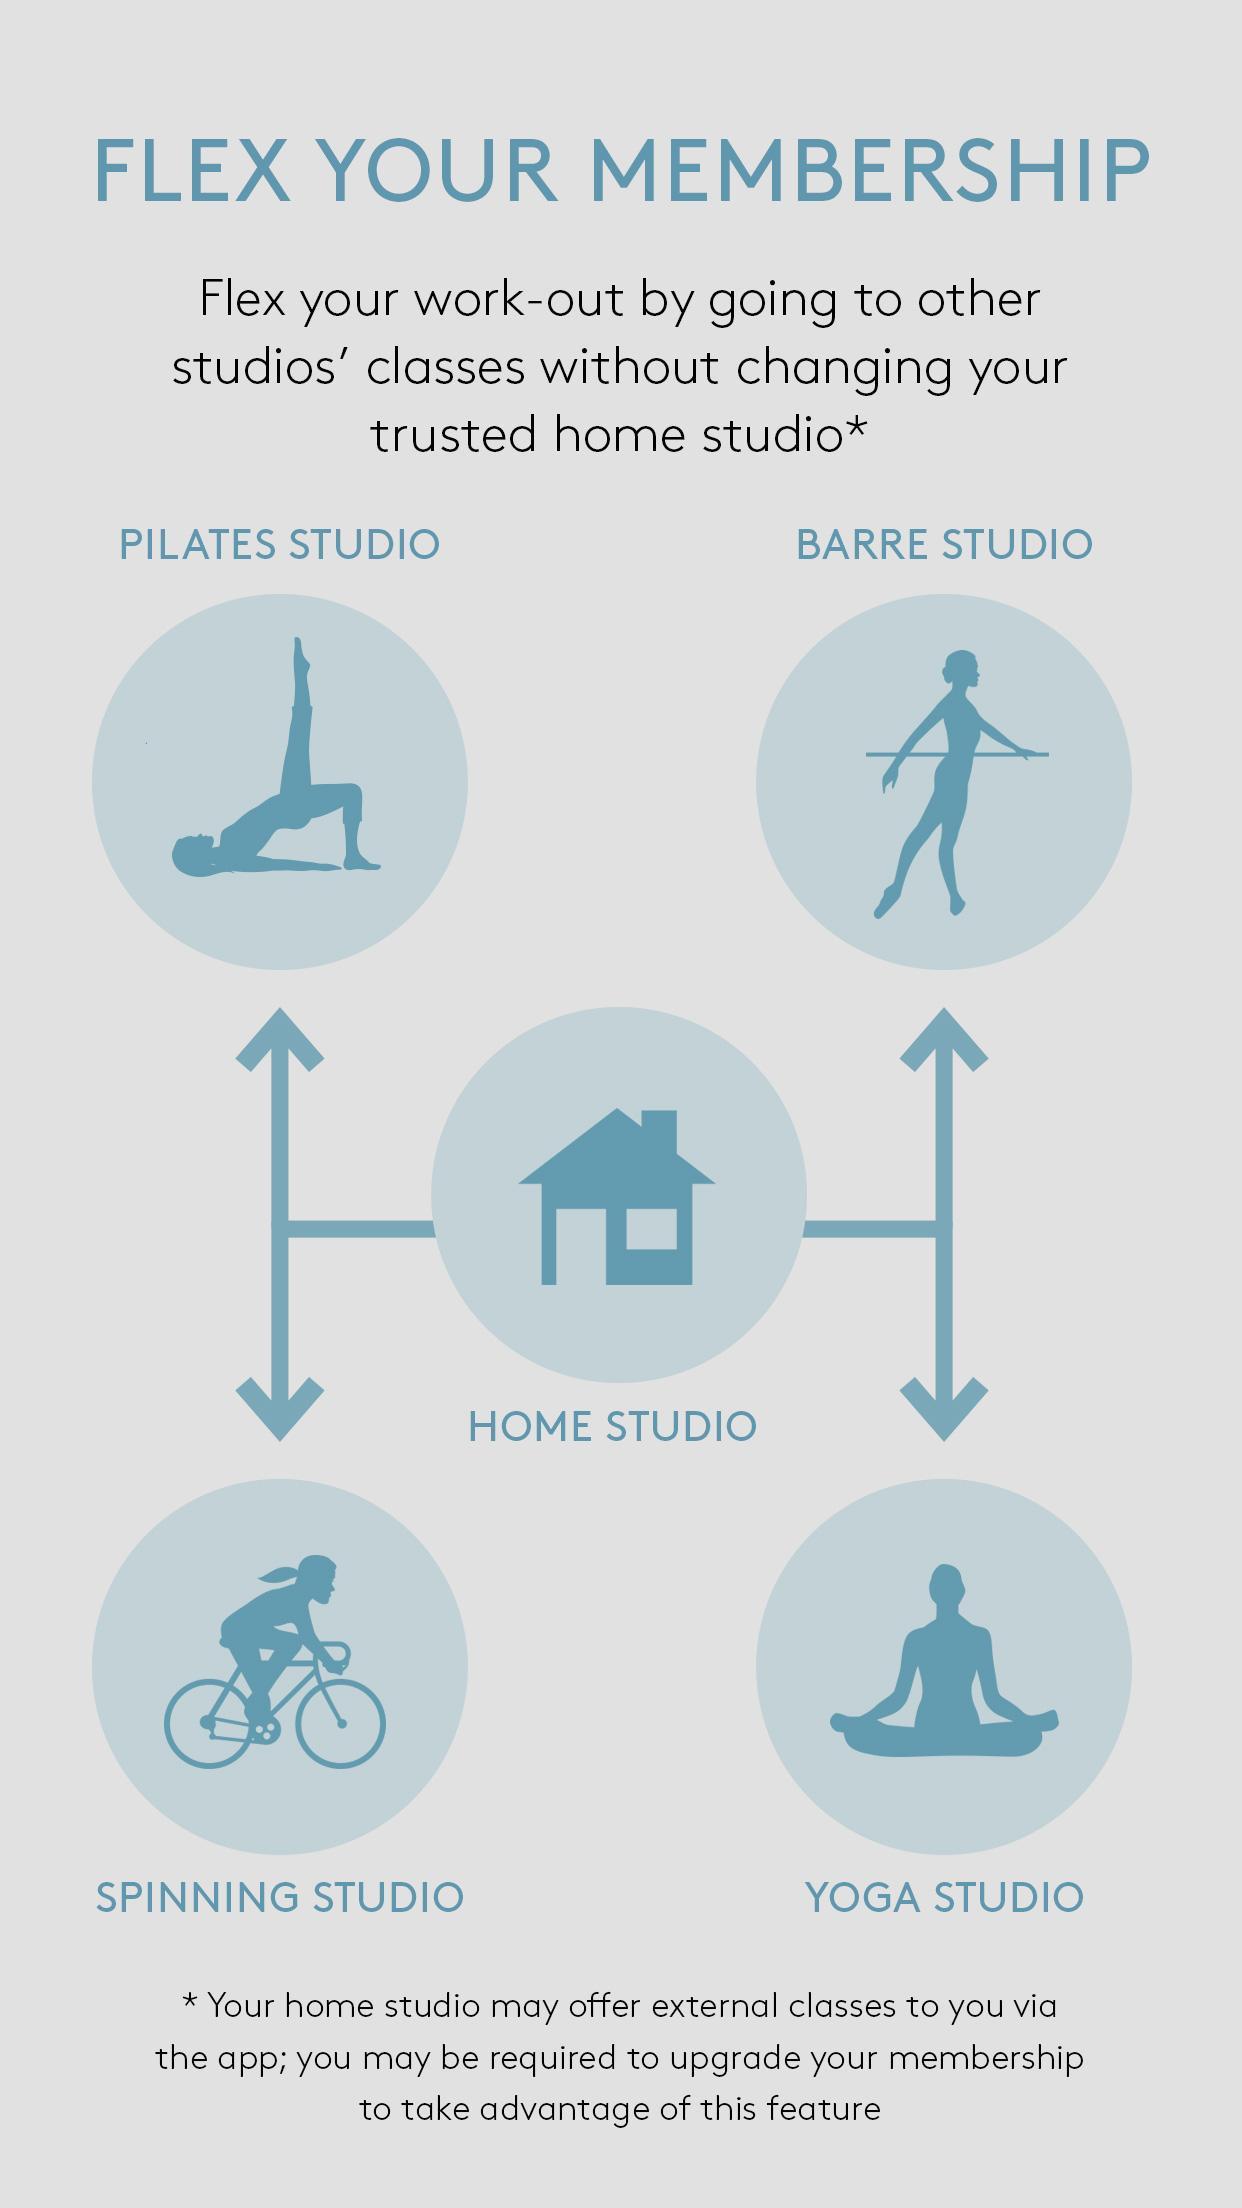 FLEX YOUR MEMBERSHIP
Flex your work-out by going to other
studios’ classes without changing your
trusted home studio*
PILATES STUDIO
BARRE STUDIO
HOME STUDIO
SPINNING STUDIO
YOGA STUDIO
* Your home studio may offer external classes to you via
the app; you may be required to upgrade your membership
to take advantage of this feature